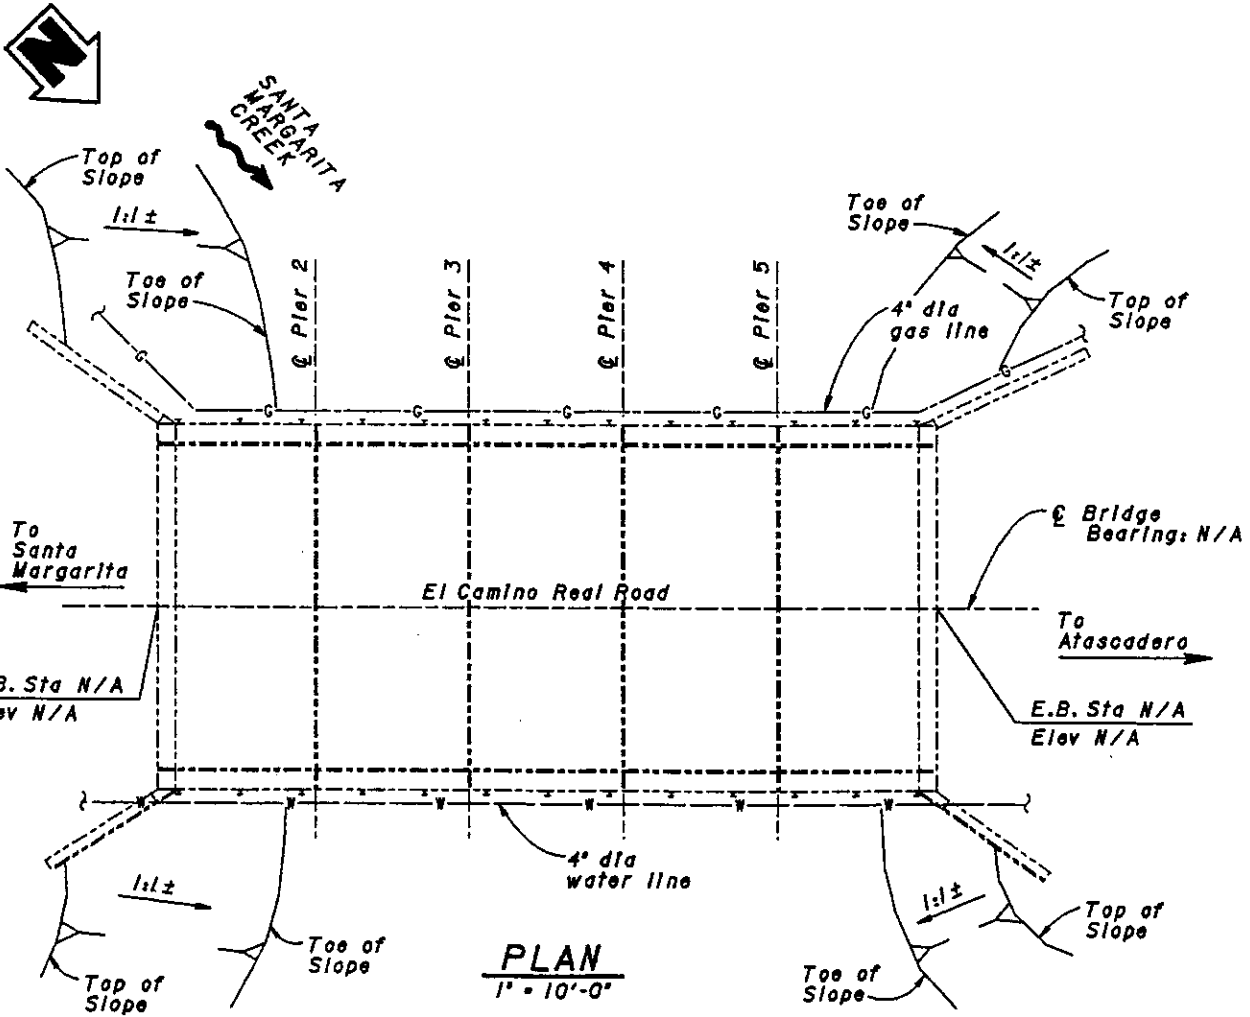 N
SANTA
MARGARITA
CREEK
Top of
Slope
1:1 ±
Toe of
Slope
℄ Pier 2
℄ Pier 3
℄ Pier 4
℄ Pier 5
Toe of
Slope
1:1 ±
Top of
Slope
4" dia
gas line
G
G
G
G
G
G
G
℄ Bridge
Bearing: N/A
To
Santa
Margarita
El Camino Real Road
To
Atascadero
B. Sta N/A
ev N/A
E.B. Sta N/A
Elev N/A
W
W
W
W
W
W
4" dia
water line
1:1 ±
Toe of
Slope
Top of
Slope
1:1 ±
Top of
Slope
Toe of
Slope
PLAN
1" = 10'-0"